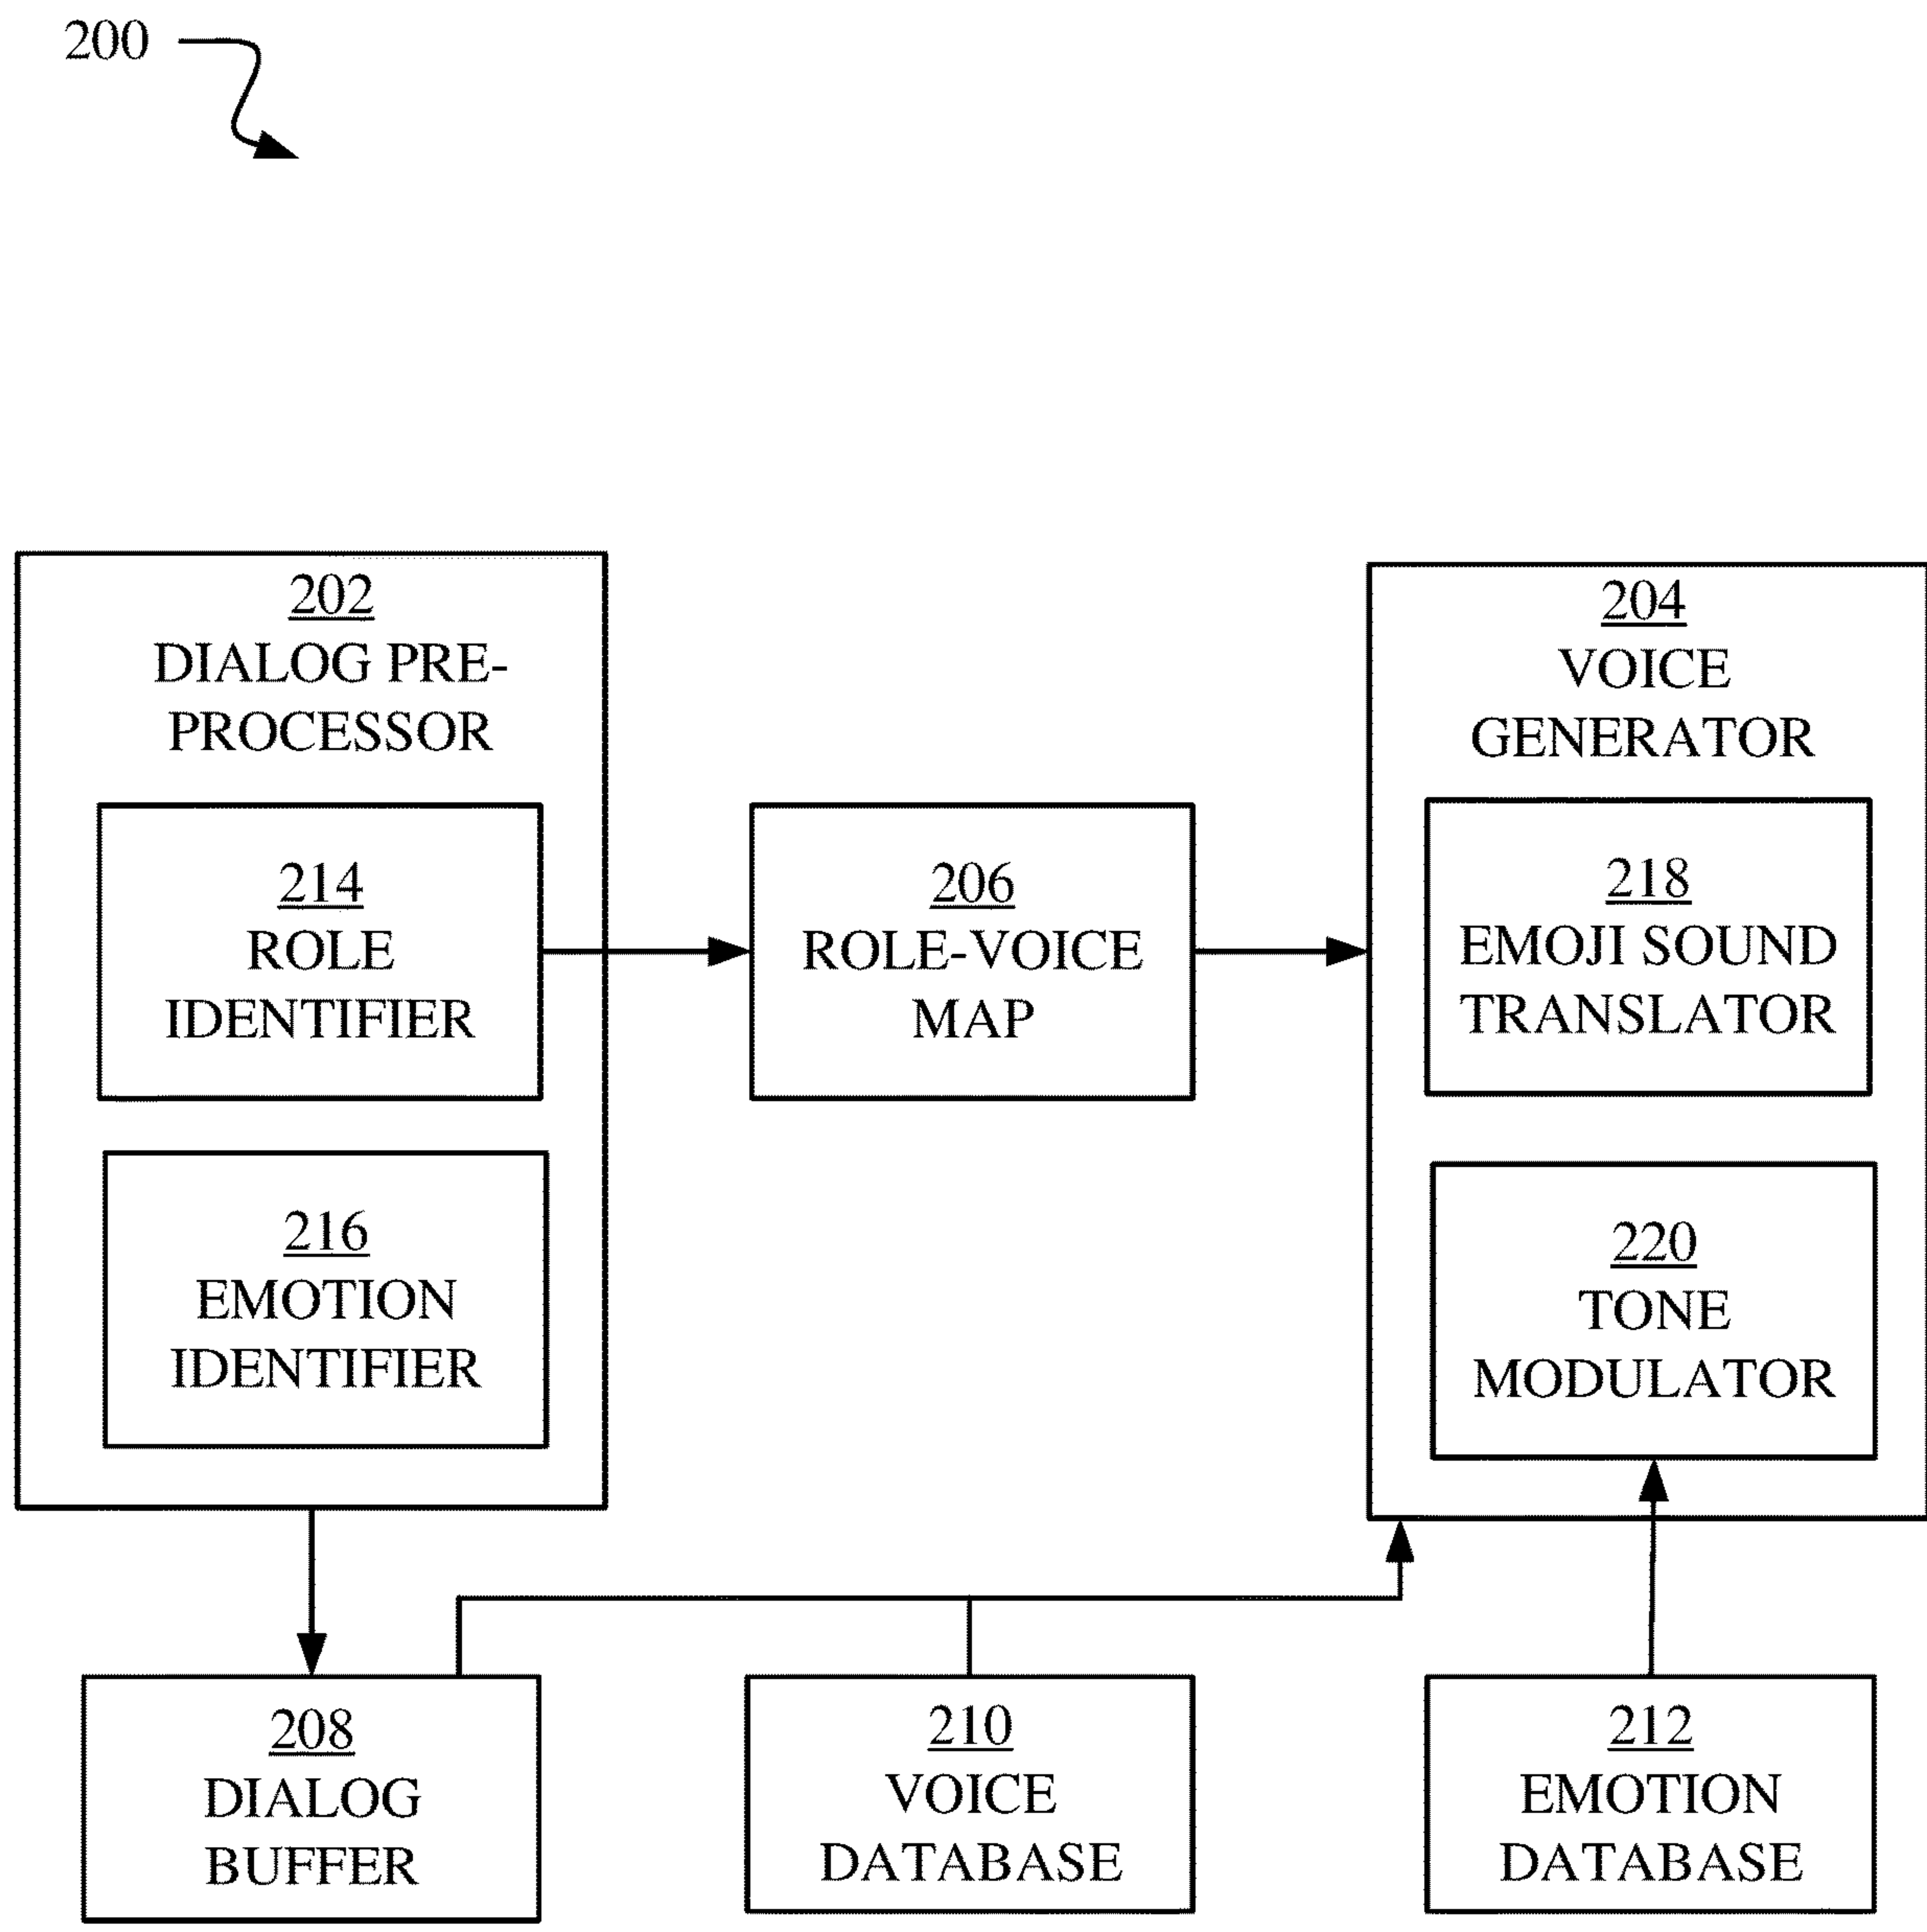 200
202
DIALOG PRE-
PROCESSOR
214
ROLE
IDENTIFIER
216
EMOTION
IDENTIFIER
206
ROLE-VOICE
MAP
204
VOICE
GENERATOR
218
EMOJI SOUND
TRANSLATOR
220
TONE
MODULATOR
208
DIALOG
BUFFER
210
VOICE
DATABASE
212
EMOTION
DATABASE